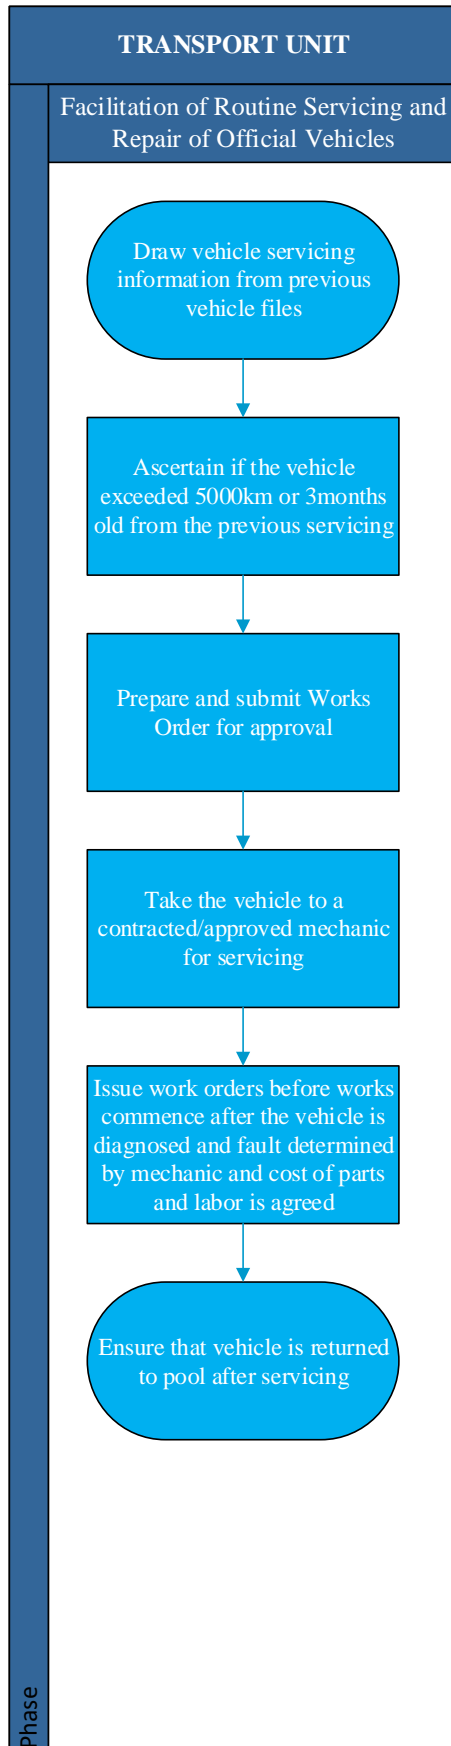 TRANSPORT UNIT
Facilitation of Routine Servicing and
Repair of Official Vehicles
Draw vehicle servicing
information from previous
vehicle files
Ascertain if the vehicle
exceeded 5000km or 3months
old from the previous servicing
Prepare and submit Works
Order for approval
Take the vehicle to a
contracted/approved mechanic
for servicing
Issue work orders before works
commence after the vehicle is
diagnosed and fault determined
by mechanic and cost of parts
and labor is agreed
Ensure that vehicle is returned
to pool after servicing
Phase